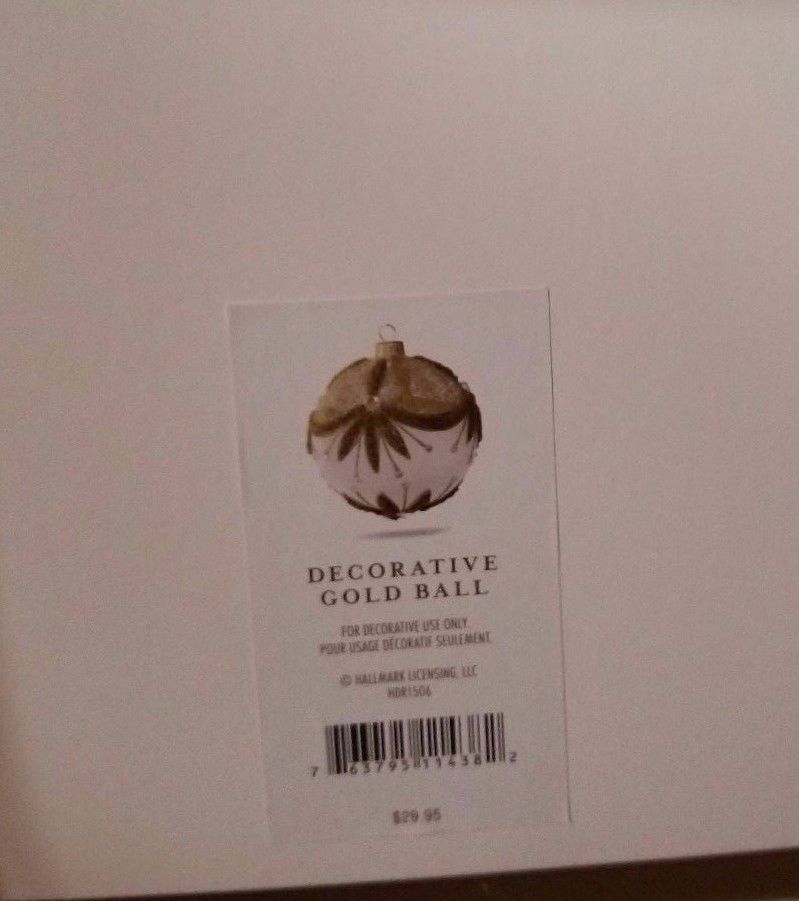 DECORATIVE
GOLD BALL
FOR DECORATIVE USE ONLY.
POUR USAGE DÉCORATIF SEULEMENT.
© HALLMARK LICENSING, LLC
HDR1506
7 63795 11438 2
$29.95